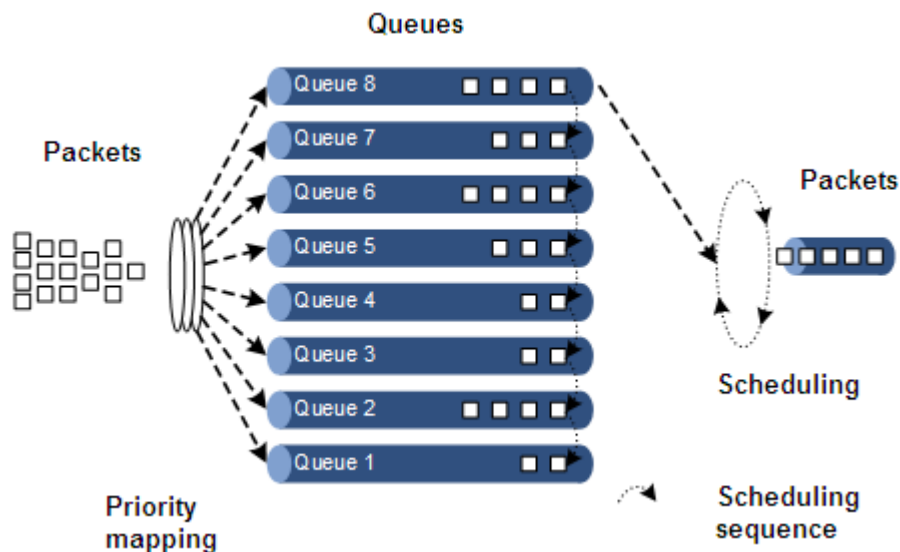 Queues
Packets
Queue 8
Queue 7
Queue 6
Queue 5
Queue 4
Queue 3
Queue 2
Queue 1
Priority
mapping
Packets
Scheduling
Scheduling
sequence